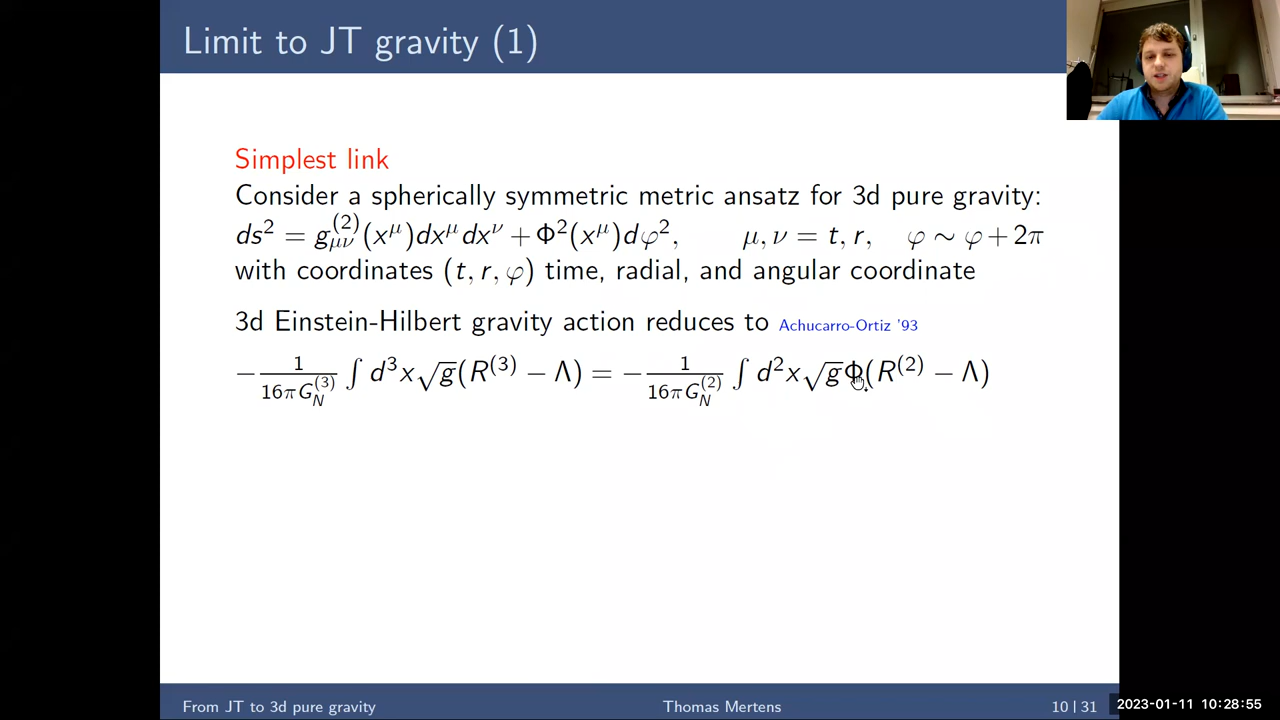 Limit to JT gravity (1)
Simplest link
Consider a spherically symmetric metric ansatz for 3d pure gravity:
ds² = g⁽²⁾_μν(x^μ)dx^μ dx^ν + Φ²(x^μ)dφ², μ, ν = t, r, φ ∼ φ + 2π
with coordinates (t, r, φ) time, radial, and angular coordinate
3d Einstein-Hilbert gravity action reduces to Achucarro-Ortiz '93
−1/(16πG_N⁽³⁾) ∫ d³x√g(R⁽³⁾ − Λ) = −1/(16πG_N⁽²⁾) ∫ d²x√gΦ(R⁽²⁾ − Λ)
From JT to 3d pure gravity Thomas Mertens 10 | 31
2023-01-11 10:28:55